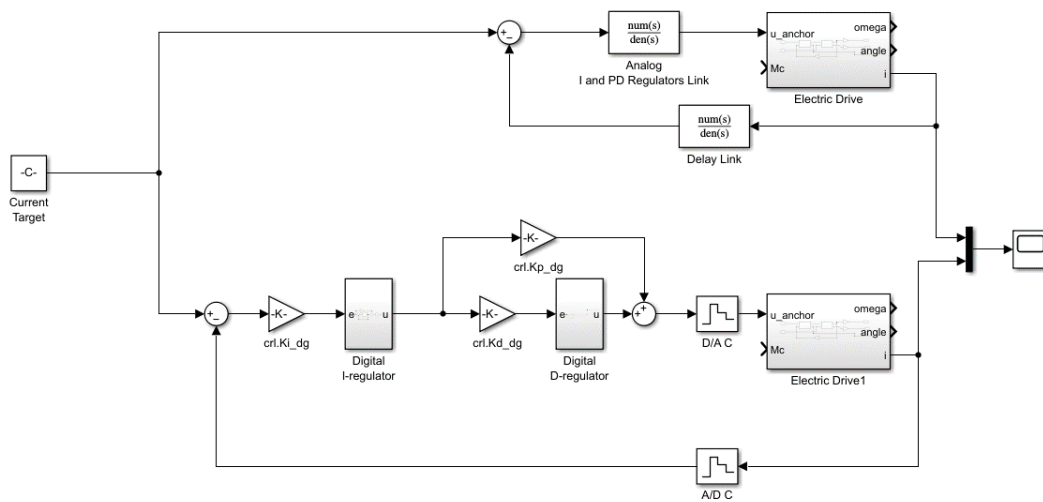 +
−
num(s)
den(s)
Analog
I and PD Regulators Link
u_anchor
Mc
omega
angle
i
Electric Drive
num(s)
den(s)
Delay Link
-C-
Current
Target
-K-
crl.Kp_dg
+
−
-K-
crl.Ki_dg
e
u
Digital
I-regulator
-K-
crl.Kd_dg
e
u
Digital
D-regulator
+
+
D/A C
u_anchor
Mc
omega
angle
i
Electric Drive1
A/D C